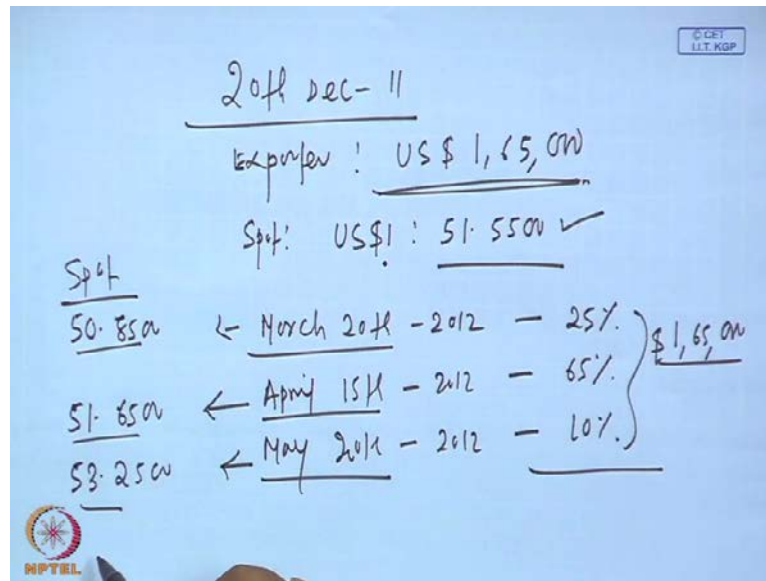 © CET
I.I.T. KGP
20th Dec- 11
Exporter : US $ 1,65,000
Spot: US$1 : 51.5500 ✓
Spot
50.8500 ← March 20th - 2012 - 25%.
$ 1,65,000
51.6500 ← April 15th - 2012 - 65%.
53.2500 ← May 20th - 2012 - 10%.
NPTEL